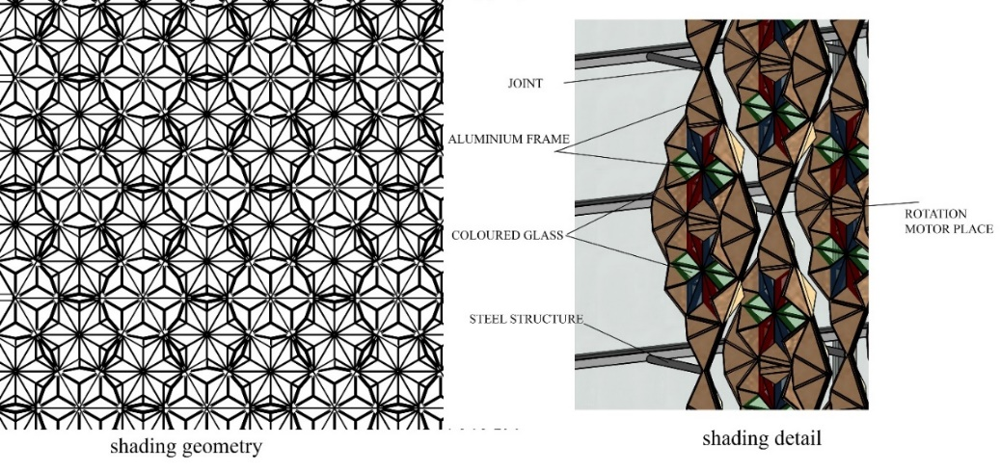 JOINT
ALUMINIUM FRAME
COLOURED GLASS
STEEL STRUCTURE
ROTATION
MOTOR PLACE
shading geometry
shading detail